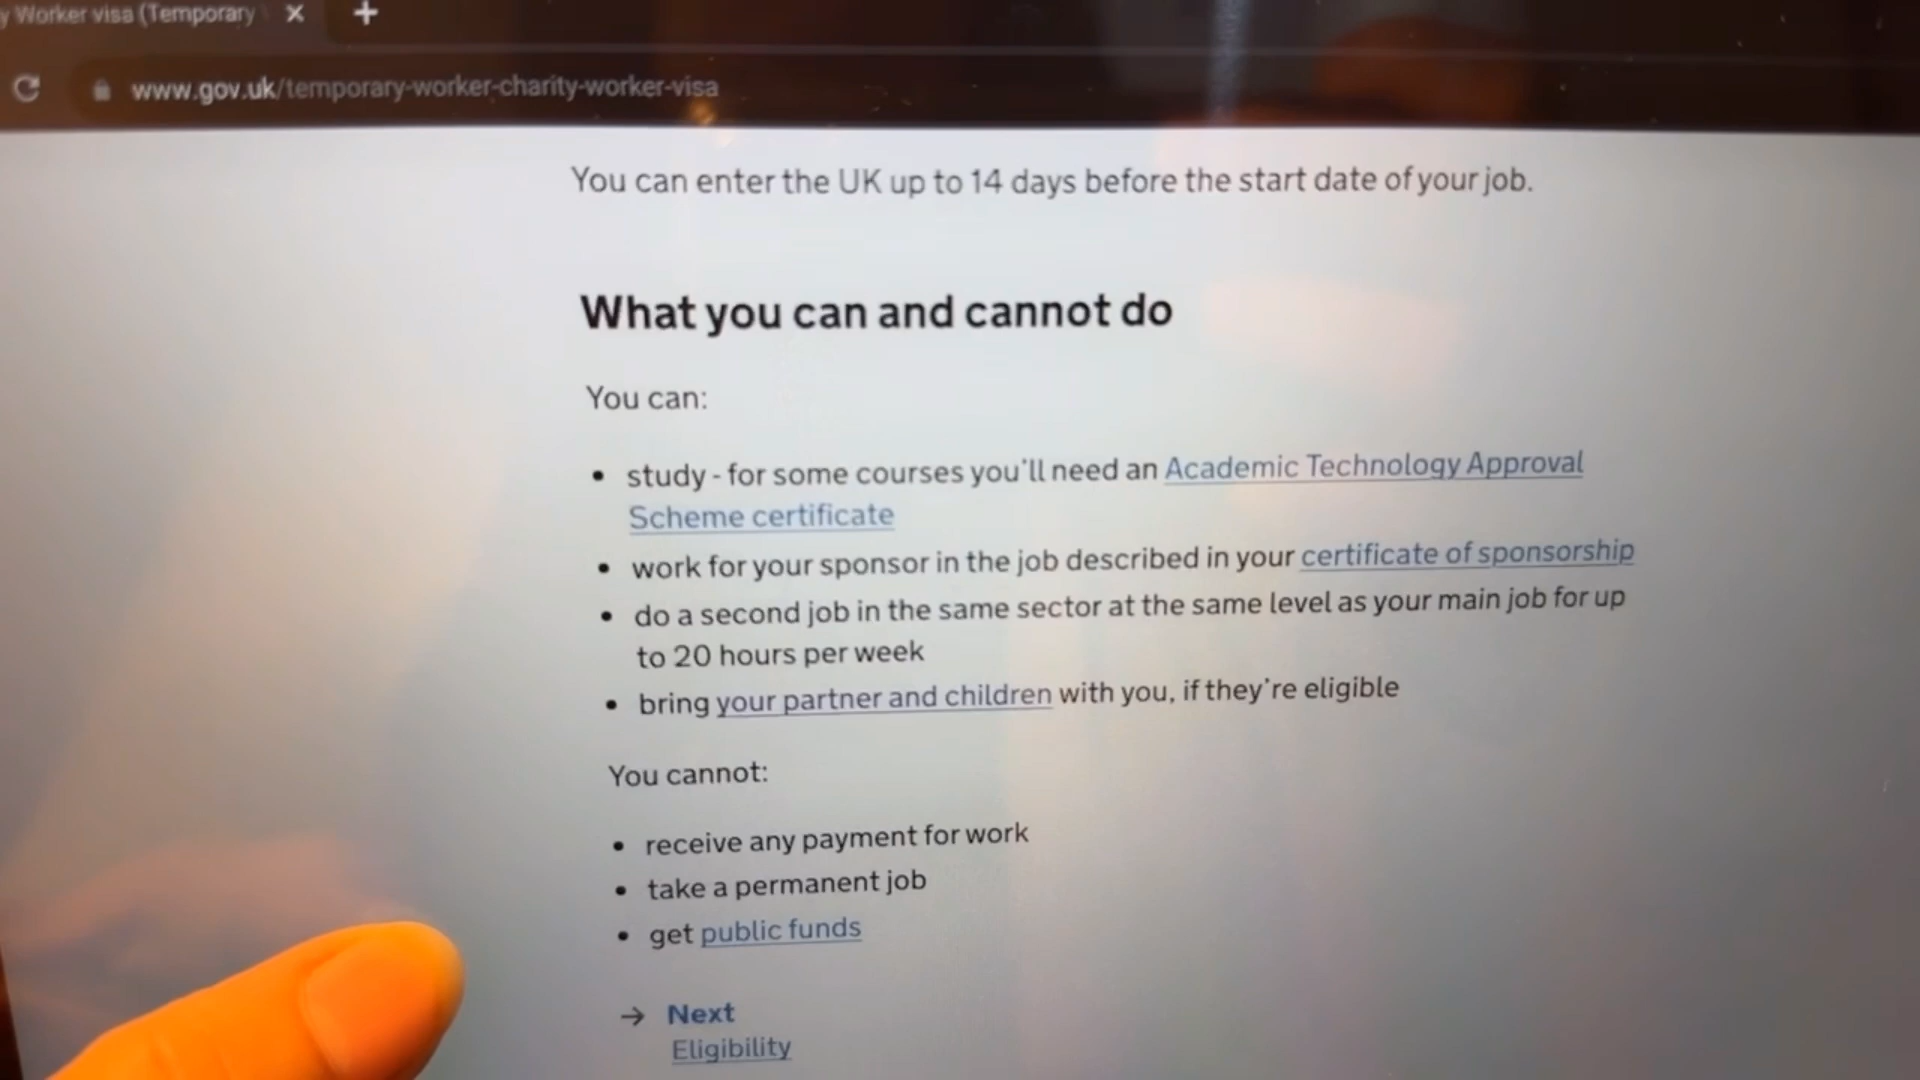 y Worker visa (Temporary
www.gov.uk/temporary-worker-charity-worker-visa
You can enter the UK up to 14 days before the start date of your job.
What you can and cannot do
You can:
• study - for some courses you'll need an Academic Technology Approval
Scheme certificate
• work for your sponsor in the job described in your certificate of sponsorship
• do a second job in the same sector at the same level as your main job for up
to 20 hours per week
• bring your partner and children with you, if they're eligible
You cannot:
• receive any payment for work
• take a permanent job
• get public funds
→ Next
Eligibility